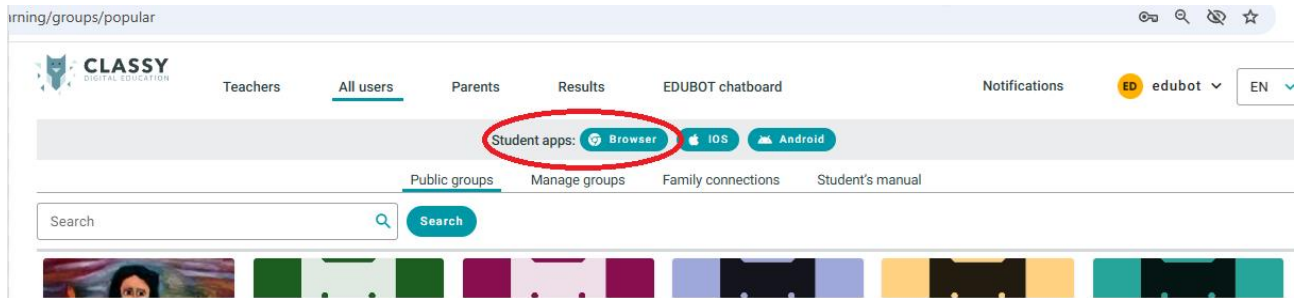 rning/groups/popular
CLASSY
DIGITAL EDUCATION
Teachers All users Parents Results EDUBOT chatboard Notifications ED edubot EN
Student apps: Browser IOS Android
Public groups Manage groups Family connections Student's manual
Search Search